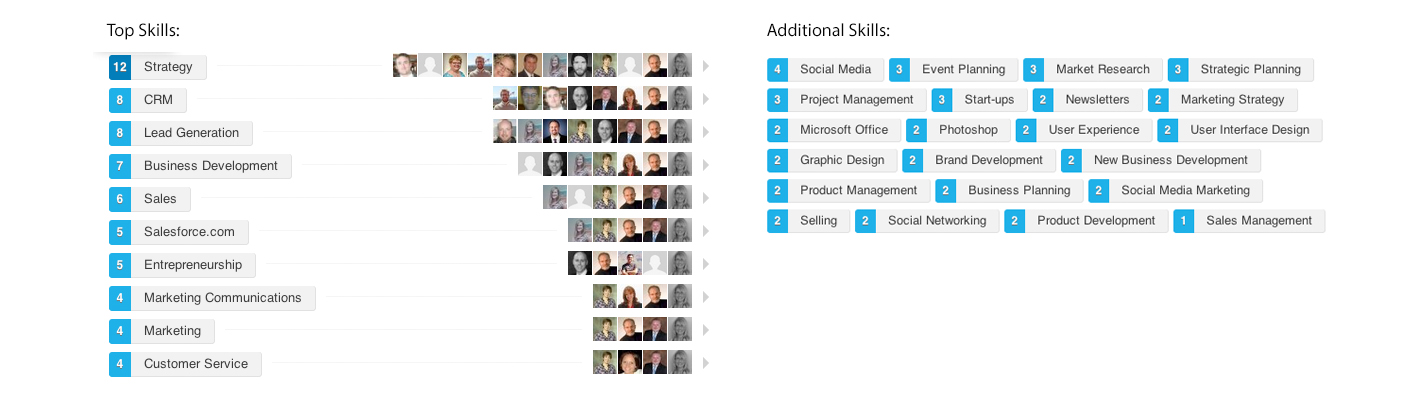 Top Skills:
12 Strategy
8 CRM
8 Lead Generation
7 Business Development
6 Sales
5 Salesforce.com
5 Entrepreneurship
4 Marketing Communications
4 Marketing
4 Customer Service
Additional Skills:
4 Social Media 3 Event Planning 3 Market Research 3 Strategic Planning
3 Project Management 3 Start-ups 2 Newsletters 2 Marketing Strategy
2 Microsoft Office 2 Photoshop 2 User Experience 2 User Interface Design
2 Graphic Design 2 Brand Development 2 New Business Development
2 Product Management 2 Business Planning 2 Social Media Marketing
2 Selling 2 Social Networking 2 Product Development 1 Sales Management